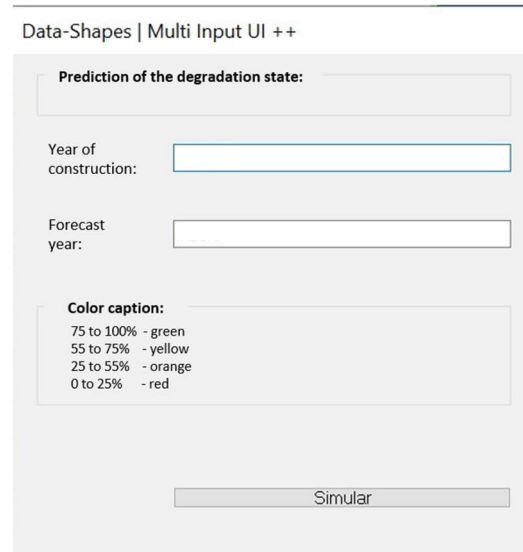 Data-Shapes | Multi Input UI ++
Prediction of the degradation state:
Year of
construction:
Forecast
year:
Color caption:
75 to 100% - green
55 to 75% - yellow
25 to 55% - orange
0 to 25% - red
Simular